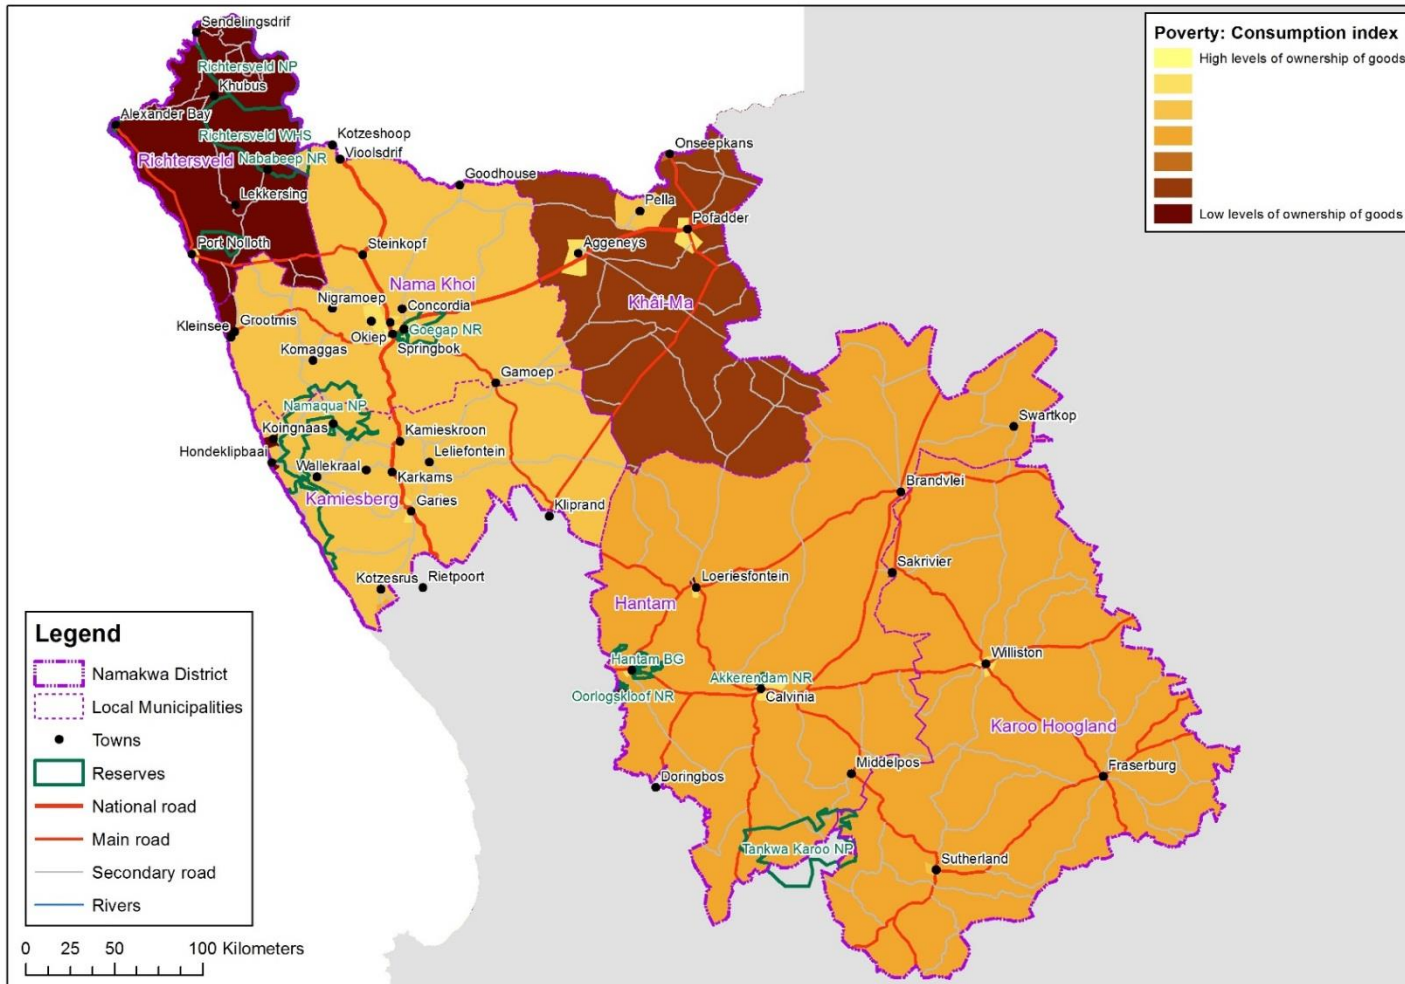 Sendelingsdrif
Richtersveld NP
Khubus
Alexander Bay
Richtersveld WHS
Kotzeshoop
Vioolsdrif
Richtersveld
Nababeep NR
Lekkersing
Goodhouse
Onseepkans
Pella
Pofadder
Port Nolloth
Steinkopf
Aggeneys
Nama Khoi
Khâi-Ma
Nigramoep
Concordia
Kleinsee
Grootmis
Okiep
Goegap NR
Springbok
Komaggas
Gamoep
Namaqua NP
Koingnaas
Kamieskroon
Swartkop
Hondeklipbaai
Wallekraal
Leliefontein
Karkams
Kamiesberg
Garies
Kliprand
Brandvlei
Kotzesrus
Rietpoort
Loeriesfontein
Sakrivier
Hantam
Hantam BG
Akkerendam NR
Williston
Oorlogskloof NR
Calvinia
Karoo Hoogland
Doringbos
Middelpos
Fraserburg
Tankwa Karoo NP
Sutherland
Poverty: Consumption index
High levels of ownership of goods
Low levels of ownership of goods
Legend
Namakwa District
Local Municipalities
Towns
Reserves
National road
Main road
Secondary road
Rivers
0 25 50 100 Kilometers